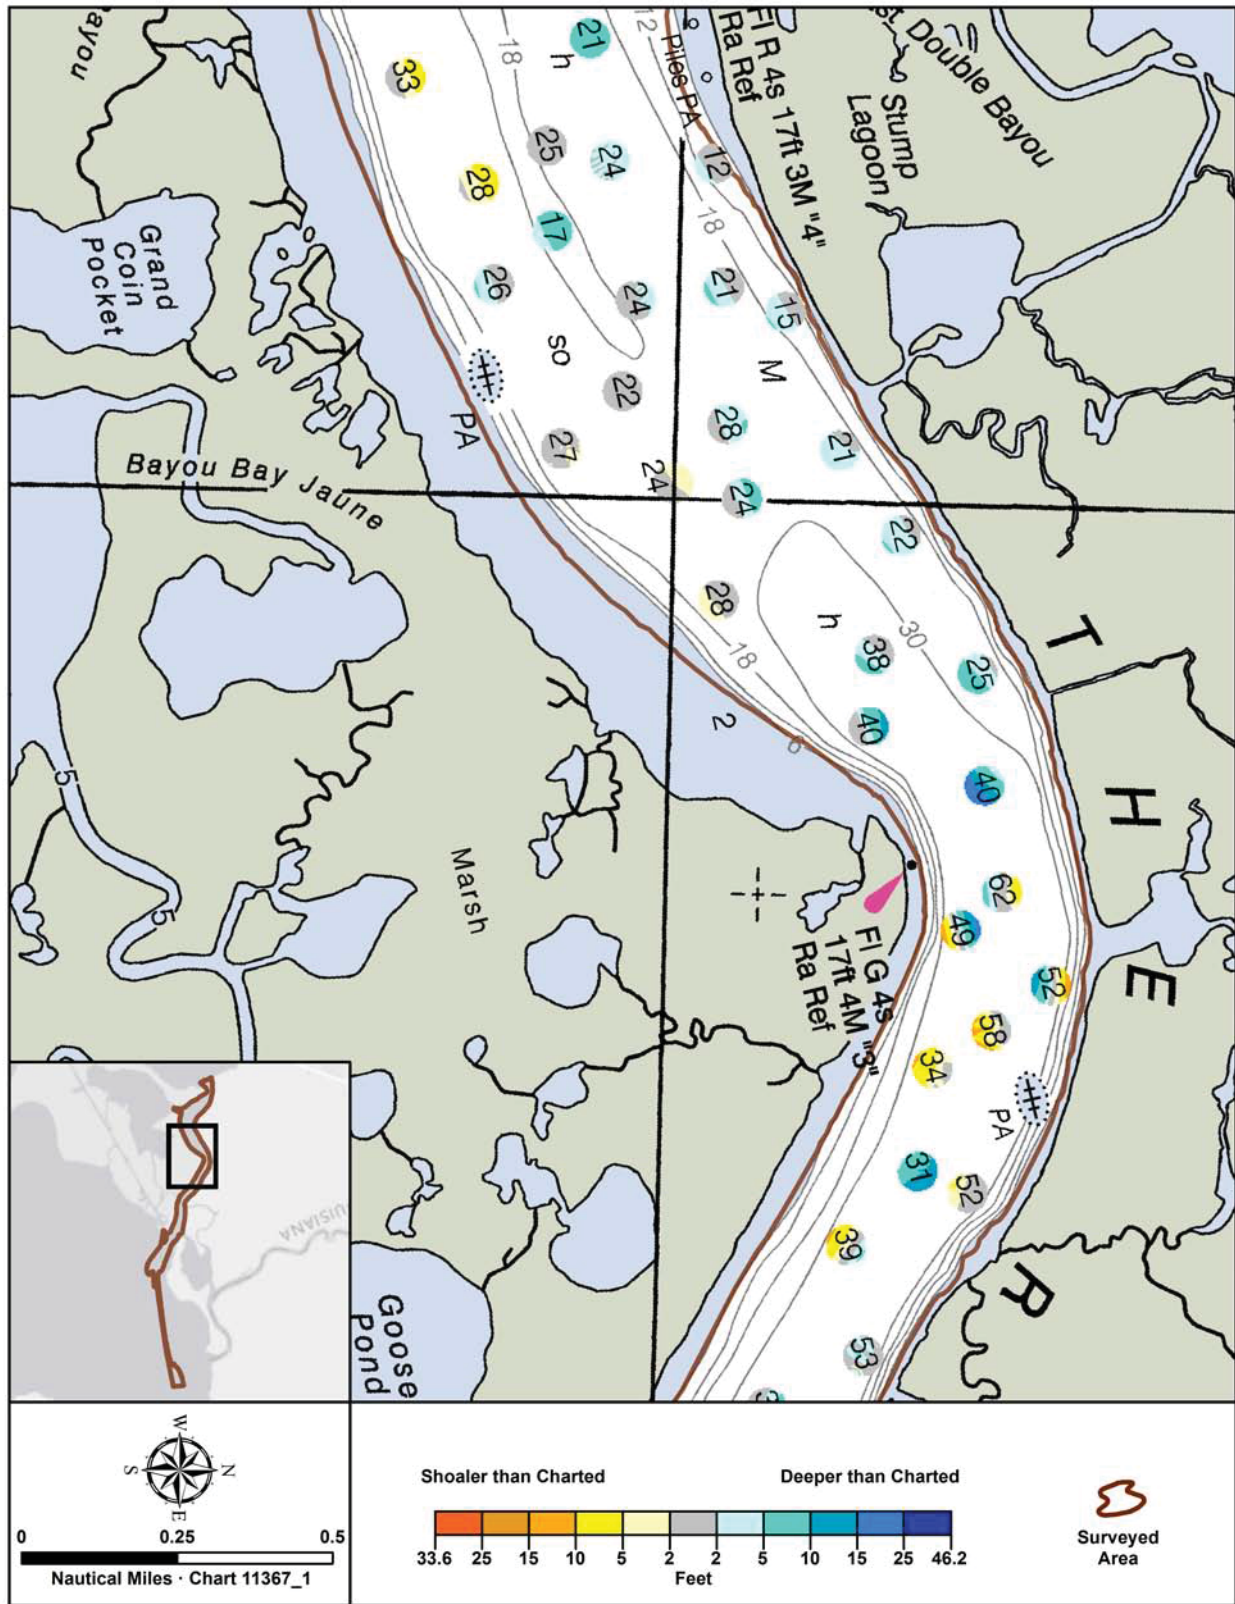 Bayou
33
18
21
h
12
Piles PA
Fl R 4s 17ft 3M "4"
Ra Ref
Double Bayou
Stump
Lagoon
25
24
12
28
17
18
Grand
Coin
Pocket
26
24
21
15
so
M
22
PA
27
28
21
24
24
Bayou Bay Jaune
22
28
h
30
T
18
38
25
2
40
6
40
5
H
Marsh
62
5
49
Fl G 4s
17ft 4M "3"
Ra Ref
52
E
58
34
PA
31
52
39
R
Goose
Pond
53
UISIANA
W
N
S
E
0
0.25
0.5
Nautical Miles · Chart 11367_1
Shoaler than Charted
Deeper than Charted
33.6
25
15
10
5
2
2
5
10
15
25
46.2
Feet
Surveyed
Area